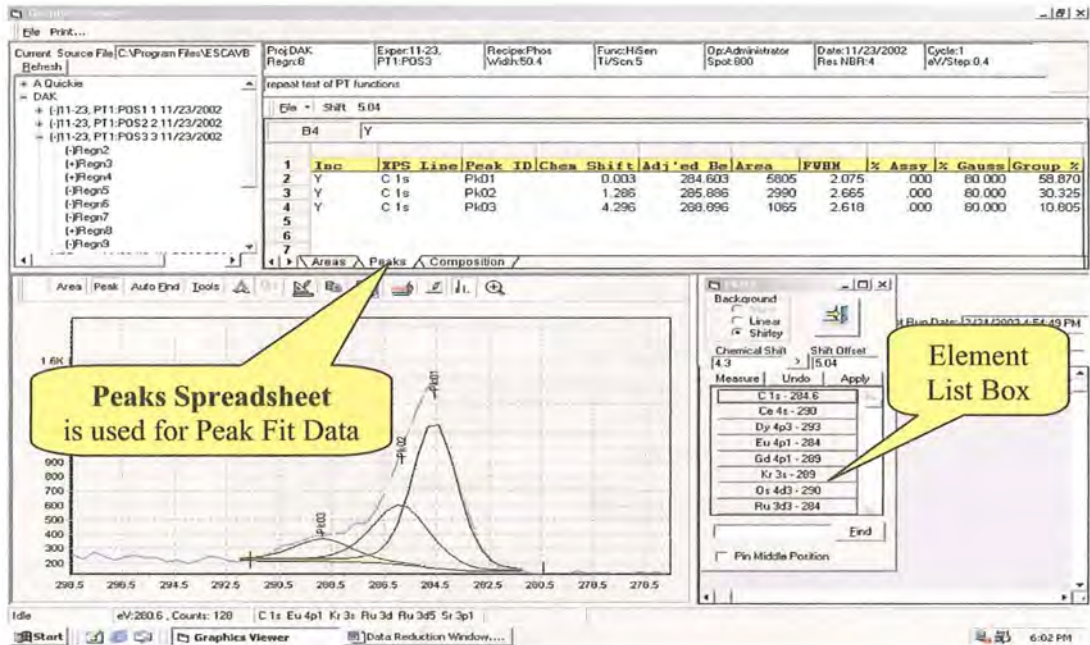 File Print...
Current Source File C:\Program Files\ESCAVB
Refresh
+ A Quickie
- DAK
+ (-)11-23, PT1:POS1 1 11/23/2002
+ (-)11-23, PT1:POS2 2 11/23/2002
- (-)11-23, PT1:POS3 3 11/23/2002
(-)Regn2
(+)Regn3
(+)Regn4
(-)Regn5
(-)Regn6
(-)Regn7
(+)Regn8
(-)Regn9
Proj:DAK Exper:11-23, Recipe:Phos Func:HiSen Op:Administrator Date:11/23/2002 Cycle:1
Regn:8 PT1:POS3 Width:50.4 Ti/Scn:5 Spot:800 Res NBR:4 eV/Step:0.4
repeat test of PT functions
File Shift 5.04
B4 Y
1 Inc XPS Line Peak ID Chem Shift Adj'ed Be Area FWHM % Assy % Gauss Group %
2 Y C 1s Pk01 0.003 284.603 5805 2.075 .000 80.000 58.870
3 Y C 1s Pk02 1.286 285.886 2990 2.665 .000 80.000 30.325
4 Y C 1s Pk03 4.296 288.896 1065 2.618 .000 80.000 10.805
5
6
7
Areas Peaks Composition
Area Peak Auto Find Tools
Peaks Spreadsheet
is used for Peak Fit Data
1.6K
900
800
700
600
500
400
300
200
Pk03
Pk02
Pk01
298.5 296.5 294.5 292.5 290.5 288.5 286.5 284.5 282.5 280.5 278.5 276.5
Background
Linear
Shirley
Chemical Shift Shift Offset
4.3 > 5.04
Measure Undo Apply
C 1s - 284.6
Ce 4s - 290
Dy 4p3 - 293
Eu 4p1 - 284
Gd 4p1 - 289
Kr 3s - 289
Os 4d3 - 290
Ru 3d3 - 284
Find
Pin Middle Position
Run Date:
4:54:49 PM
Element
List Box
Idle eV:280.6 , Counts: 128 C 1s Eu 4p1 Kr 3s Ru 3d Ru 3d5 Sr 3p1
Start Graphics Viewer Data Reduction Window.... 6:02 PM